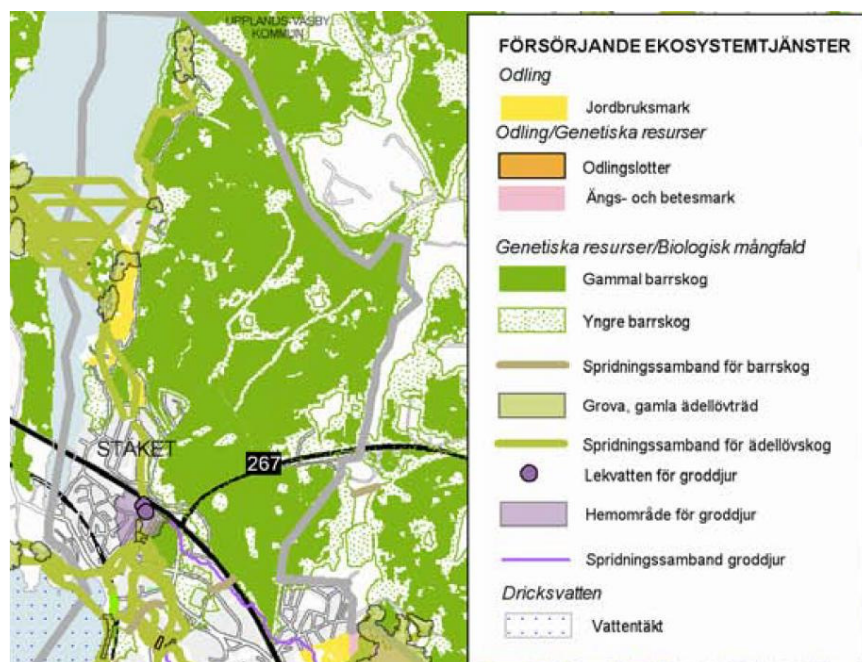 UPPLANDS-VÄSBY
KOMMUN
STÄKET
267
FÖRSÖRJANDE EKOSYSTEMTJÄNSTER
Odling
Jordbruksmark
Odling/Genetiska resurser
Odlingslotter
Ängs- och betesmark
Genetiska resurser/Biologisk mångfald
Gammal barrskog
Yngre barrskog
Spridningssamband för barrskog
Grova, gamla ädellövträd
Spridningssamband för ädellövskog
Lekvatten för groddjur
Hemområde för groddjur
Spridningssamband groddjur
Dricksvatten
Vattentäkt